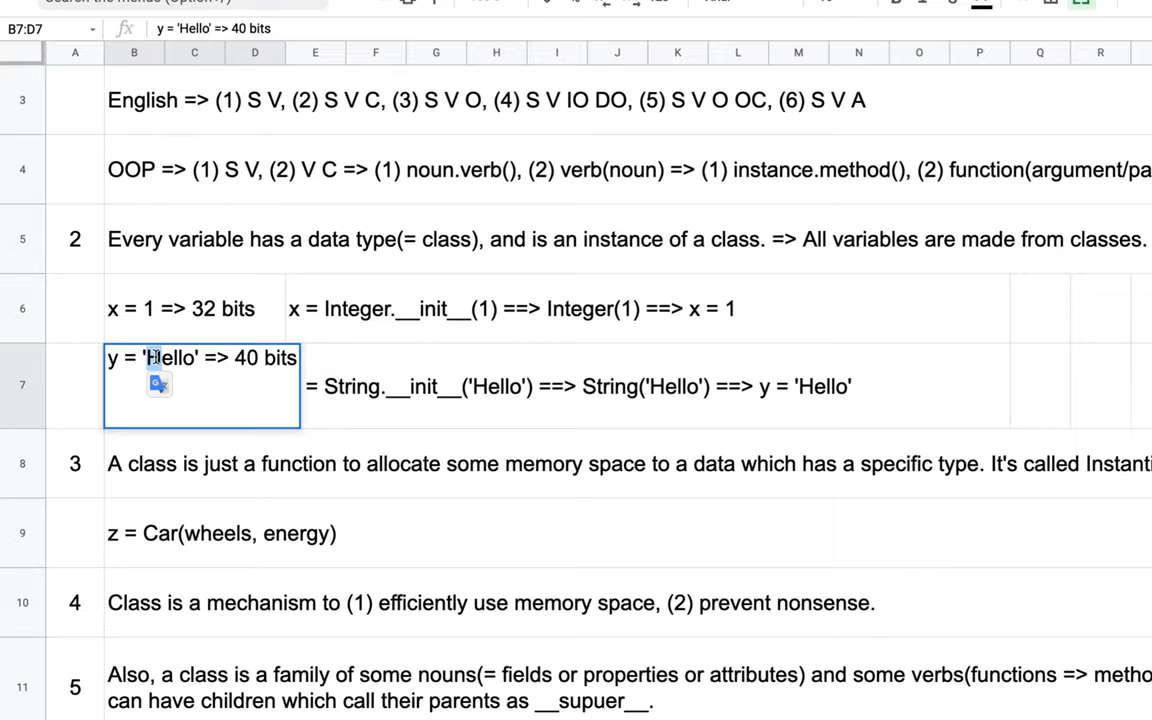 B7:D7 fx y = 'Hello' => 40 bits
A B C D E F G H I J K L M N O P Q R
3 English => (1) S V, (2) S V C, (3) S V O, (4) S V IO DO, (5) S V O OC, (6) S V A
4 OOP => (1) S V, (2) V C => (1) noun.verb(), (2) verb(noun) => (1) instance.method(), (2) function(argument/pa
5 2 Every variable has a data type(= class), and is an instance of a class. => All variables are made from classes.
6 x = 1 => 32 bits x = Integer.__init__(1) ==> Integer(1) ==> x = 1
y = 'Hello' => 40 bits
7 = String.__init__('Hello') ==> String('Hello') ==> y = 'Hello'
8 3 A class is just a function to allocate some memory space to a data which has a specific type. It's called Instanti
9 z = Car(wheels, energy)
10 4 Class is a mechanism to (1) efficiently use memory space, (2) prevent nonsense.
11 5 Also, a class is a family of some nouns(= fields or properties or attributes) and some verbs(functions => metho
can have children which call their parents as __supuer__.